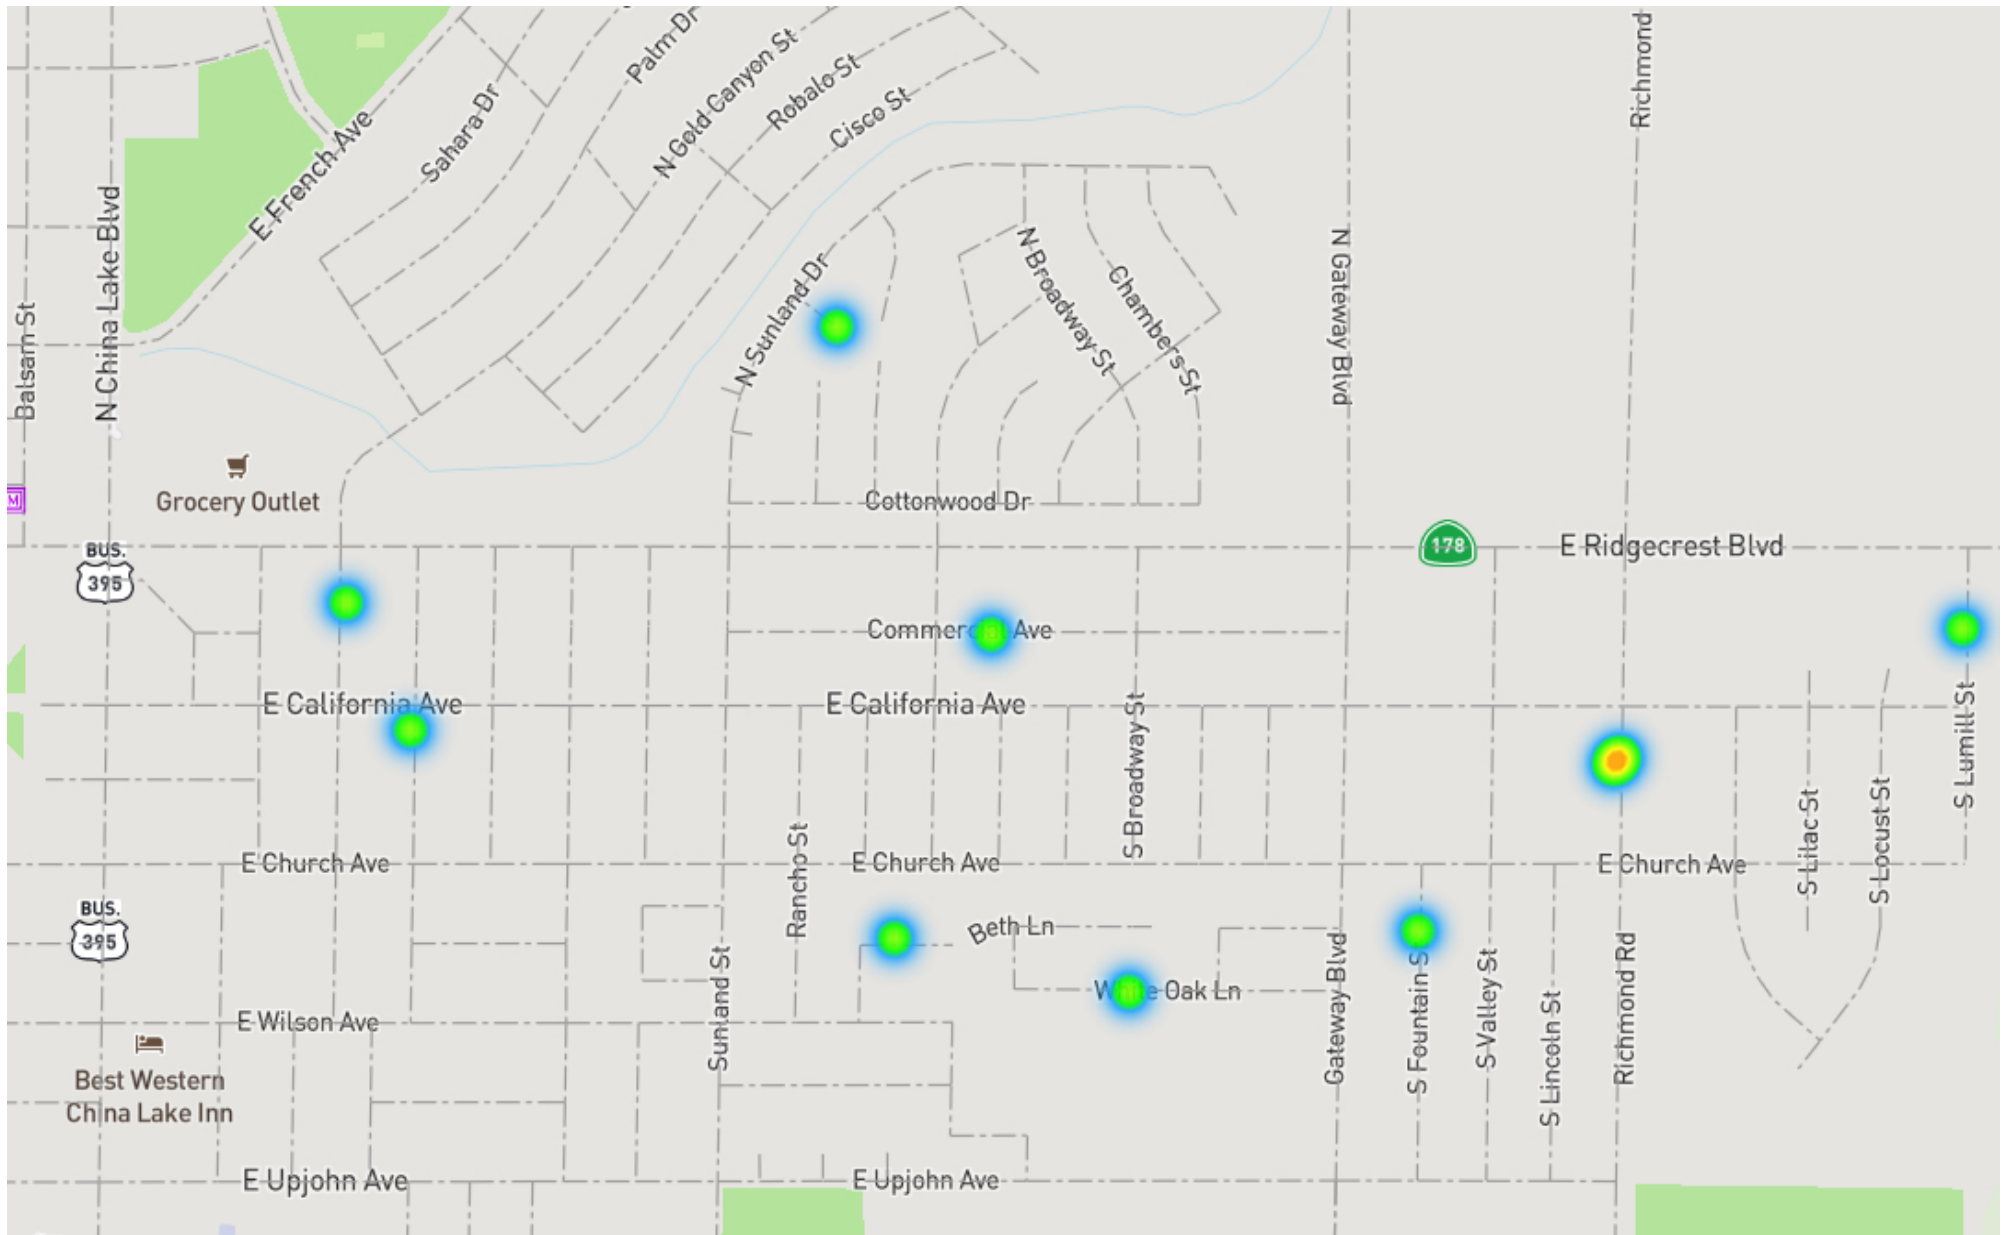 Palm Dr
Richmond
N Gold Canyon St
Robalo St
Cisco St
Sahara Dr
E French Ave
N China Lake Blvd
Balsam St
N Sunland Dr
N Broadway St
Chambers St
N Gateway Blvd
Grocery Outlet
M
Cottonwood Dr
178
E Ridgecrest Blvd
BUS.
395
Commercial Ave
E California Ave
E California Ave
S Broadway St
S Lumill St
S Lilac St
S Locust St
E Church Ave
E Church Ave
E Church Ave
Rancho St
BUS.
395
Beth Ln
White Oak Ln
Sunland St
Gateway Blvd
S Fountain S
S Valley St
S Lincoln St
Richmond Rd
E Wilson Ave
Best Western
China Lake Inn
E Upjohn Ave
E Upjohn Ave